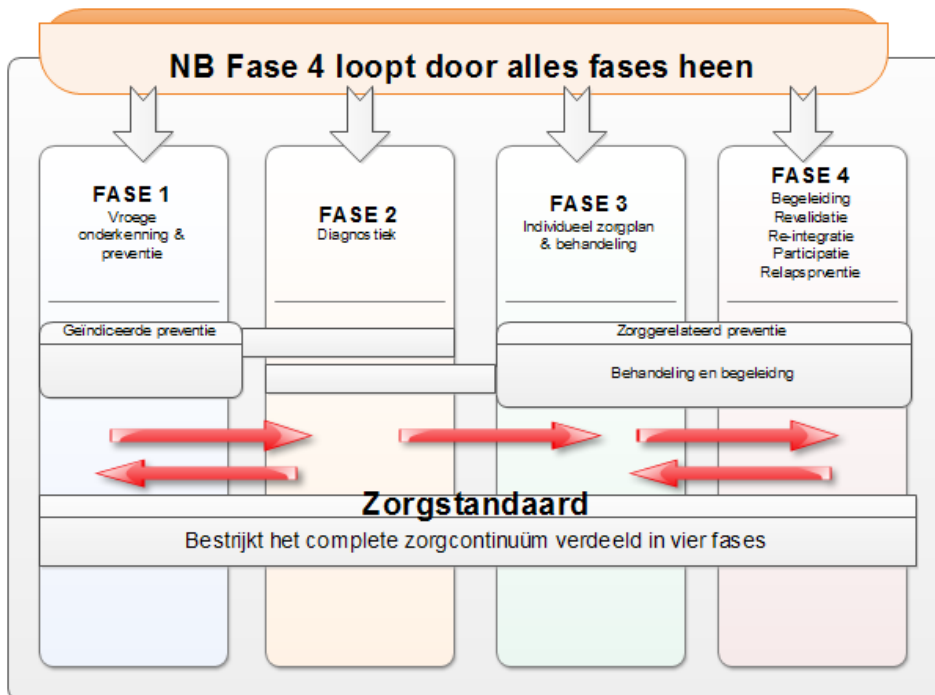 NB Fase 4 loopt door alles fases heen
FASE 1
Vroege
onderkenning &
preventie
FASE 2
Diagnostiek
FASE 3
Individueel zorgplan
& behandeling
FASE 4
Begeleiding
Revalidatie
Re-integratie
Participatie
Relapsprventie
Geïndiceerde preventie
Zorggerelateerd preventie
Behandeling en begeleidng
Zorgstandaard
Bestrijkt het complete zorgcontinuüm verdeeld in vier fases